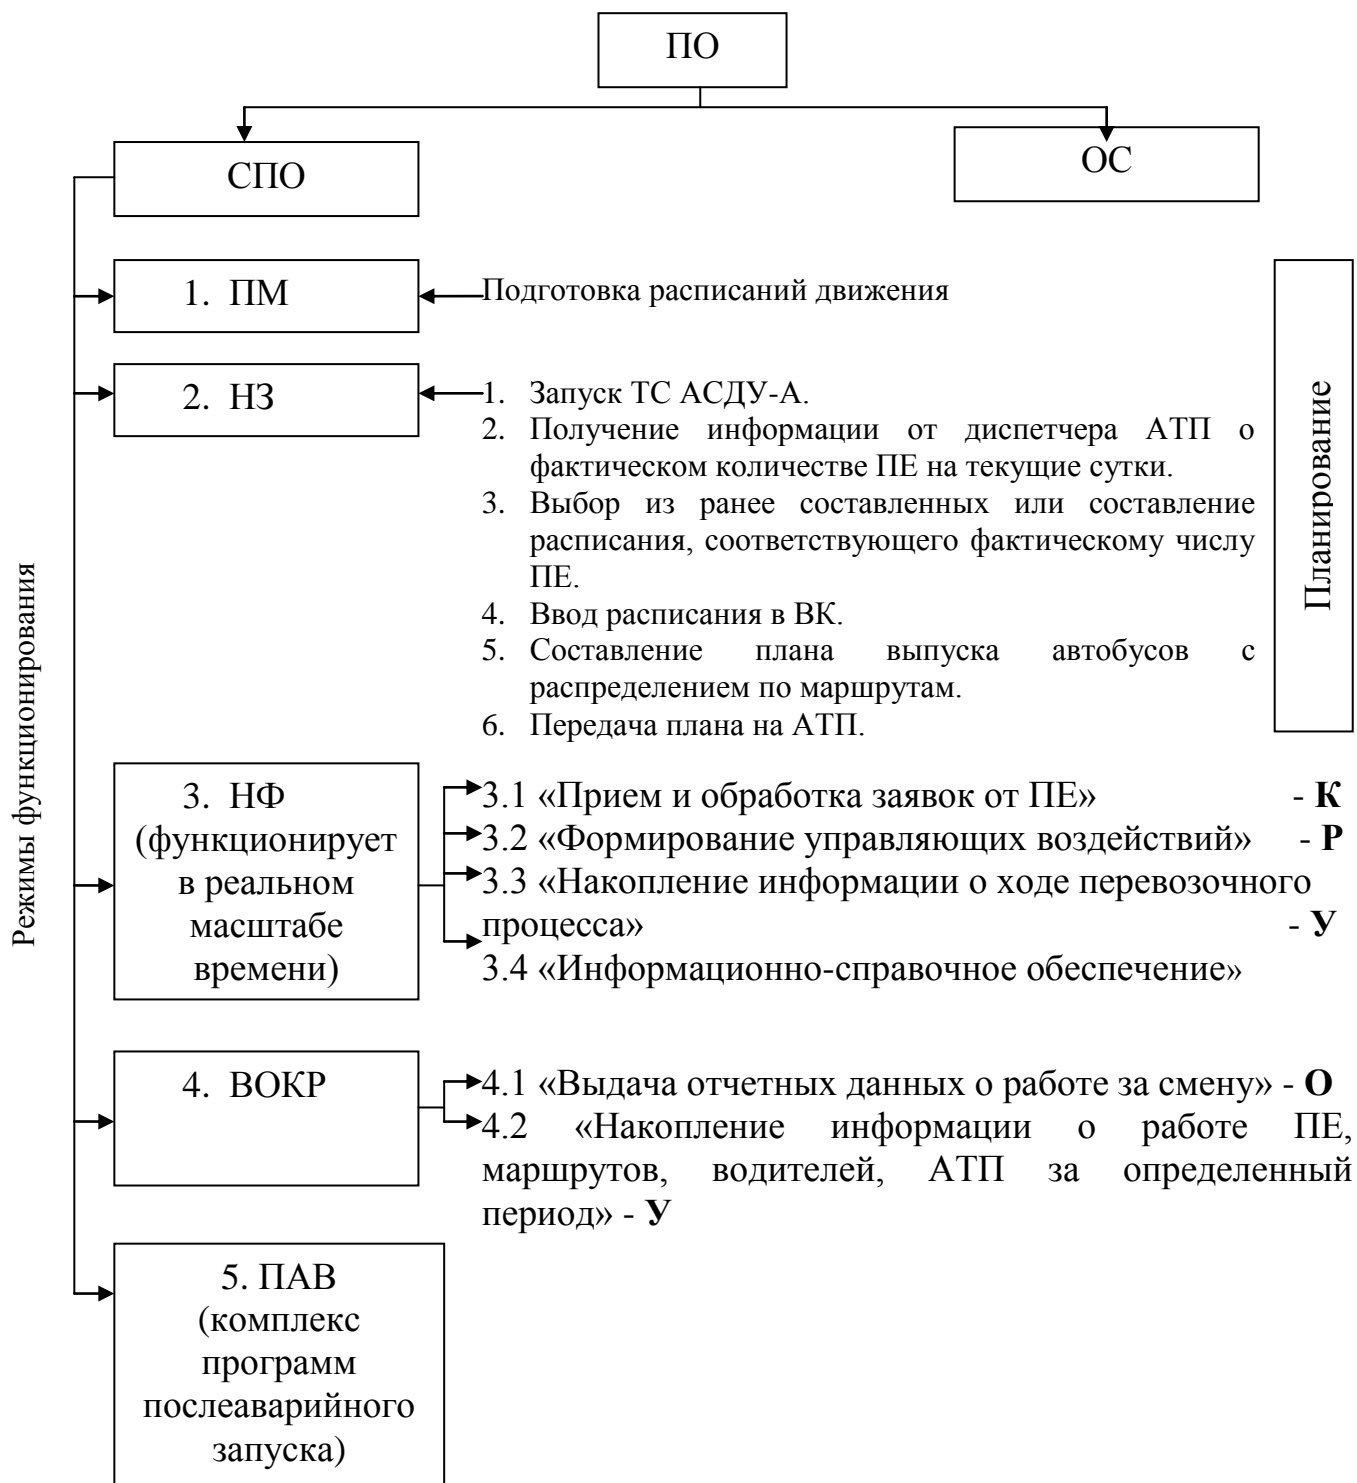 ПО
СПО
ОС
Режимы функционирования
Планирование
1. ПМ
Подготовка расписаний движения
2. НЗ
1. Запуск ТС АСДУ-А.
2. Получение информации от диспетчера АТП о
фактическом количестве ПЕ на текущие сутки.
3. Выбор из ранее составленных или составление
расписания, соответствующего фактическому числу
ПЕ.
4. Ввод расписания в ВК.
5. Составление плана выпуска автобусов с
распределением по маршрутам.
6. Передача плана на АТП.
3. НФ
(функционирует
в реальном
масштабе
времени)
3.1 «Прием и обработка заявок от ПЕ» - К
3.2 «Формирование управляющих воздействий» - Р
3.3 «Накопление информации о ходе перевозочного
процесса» - У
3.4 «Информационно-справочное обеспечение»
4. ВОКР
4.1 «Выдача отчетных данных о работе за смену» - О
4.2 «Накопление информации о работе ПЕ,
маршрутов, водителей, АТП за определенный
период» - У
5. ПАВ
(комплекс
программ
послеаварийного
запуска)